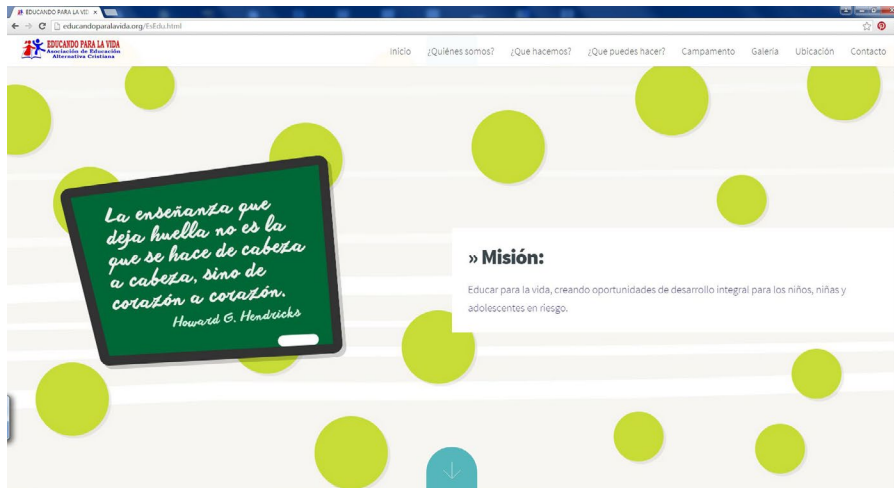 EDUCANDO PARA LA VID
educandoparalavida.org/EsEdu.html
EDUCANDO PARA LA VIDA
Asociación de Educación
Alternativa Cristiana
Inicio ¿Quiénes somos? ¿Que hacemos? ¿Que puedes hacer? Campamento Galeria Ubicación Contacto
La enseñanza que
deja huella no es la
que se hace de cabeza
a cabeza, sino de
corazón a corazón.
Howard G. Hendricks
» Misión:
Educar para la vida, creando oportunidades de desarrollo integral para los niños, niñas y
adolescentes en riesgo.